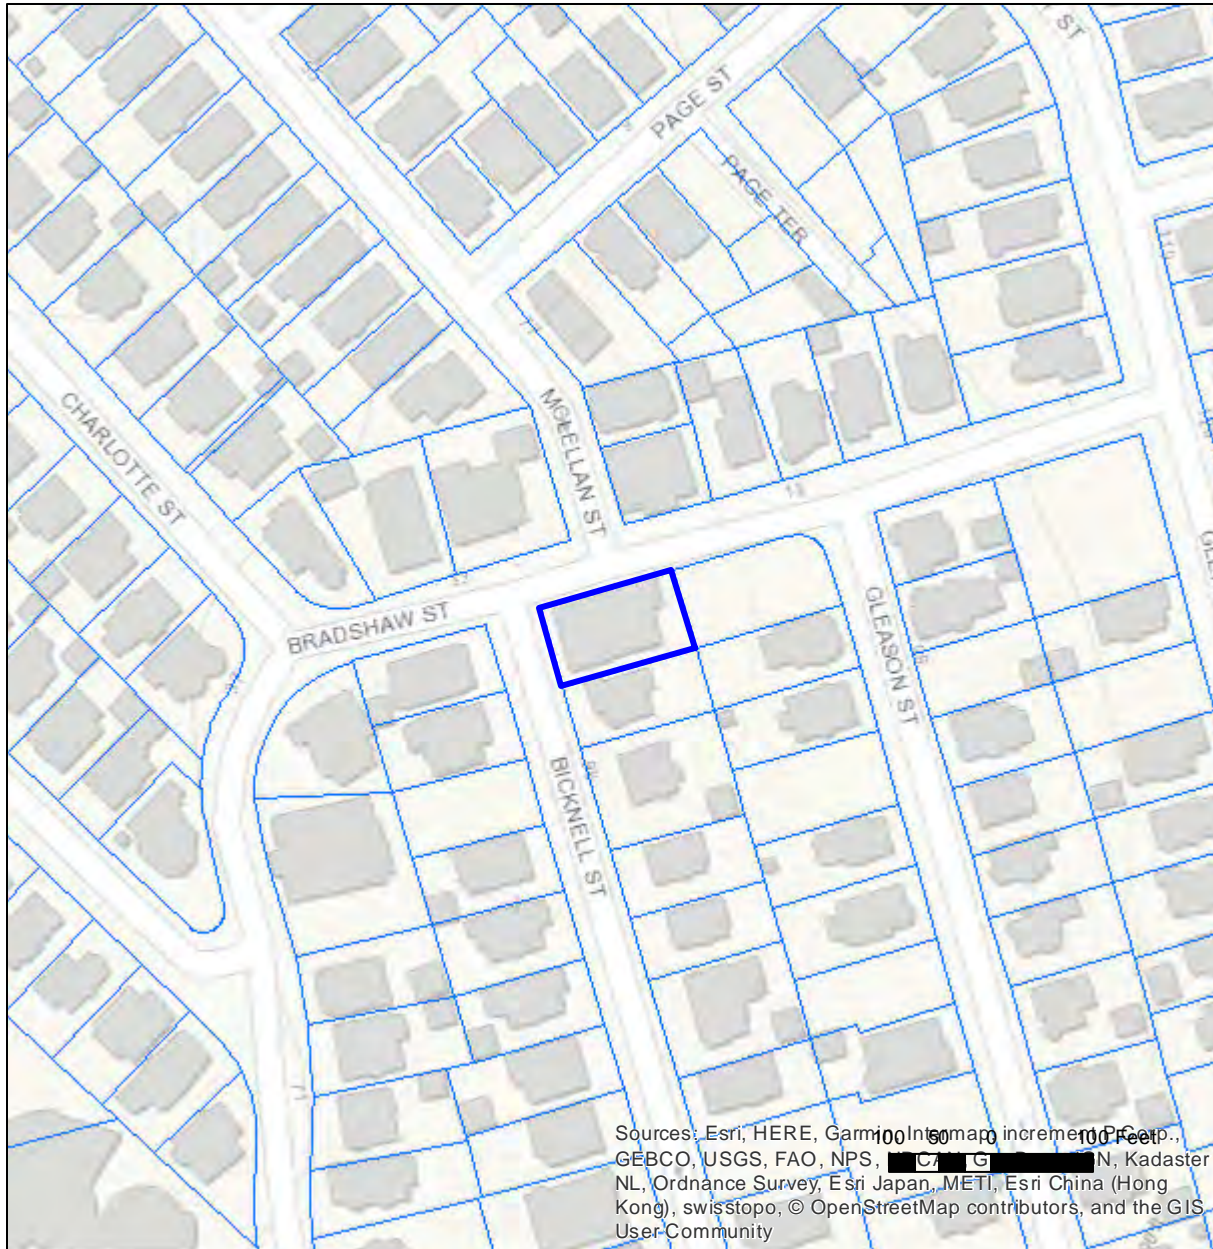 PAGE ST
PAGE TER
MCLELLAN ST
CHARLOTTE ST
BRADSHAW ST
GLEASON ST
BICKNELL ST
100 50 0 100 Feet
Sources: Esri, HERE, Garmin, Intermap, increment P Corp.,
GEBCO, USGS, FAO, NPS, N, Kadaster
NL, Ordnance Survey, Esri Japan, METI, Esri China (Hong
Kong), swisstopo, © OpenStreetMap contributors, and the GIS
User Community